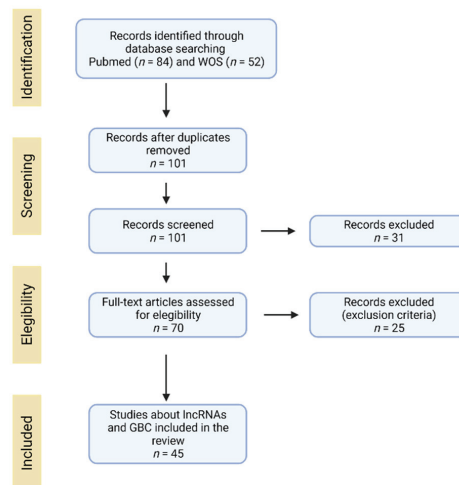 Identification
Records identified through
database searching
Pubmed (n = 84) and WOS (n = 52)
Screening
Records after duplicates
removed
n = 101
Records screened
n = 101
Records excluded
n = 31
Elegibility
Full-text articles assessed
for elegibility
n = 70
Records excluded
(exclusion criteria)
n = 25
Included
Studies about lncRNAs
and GBC included in the
review
n = 45